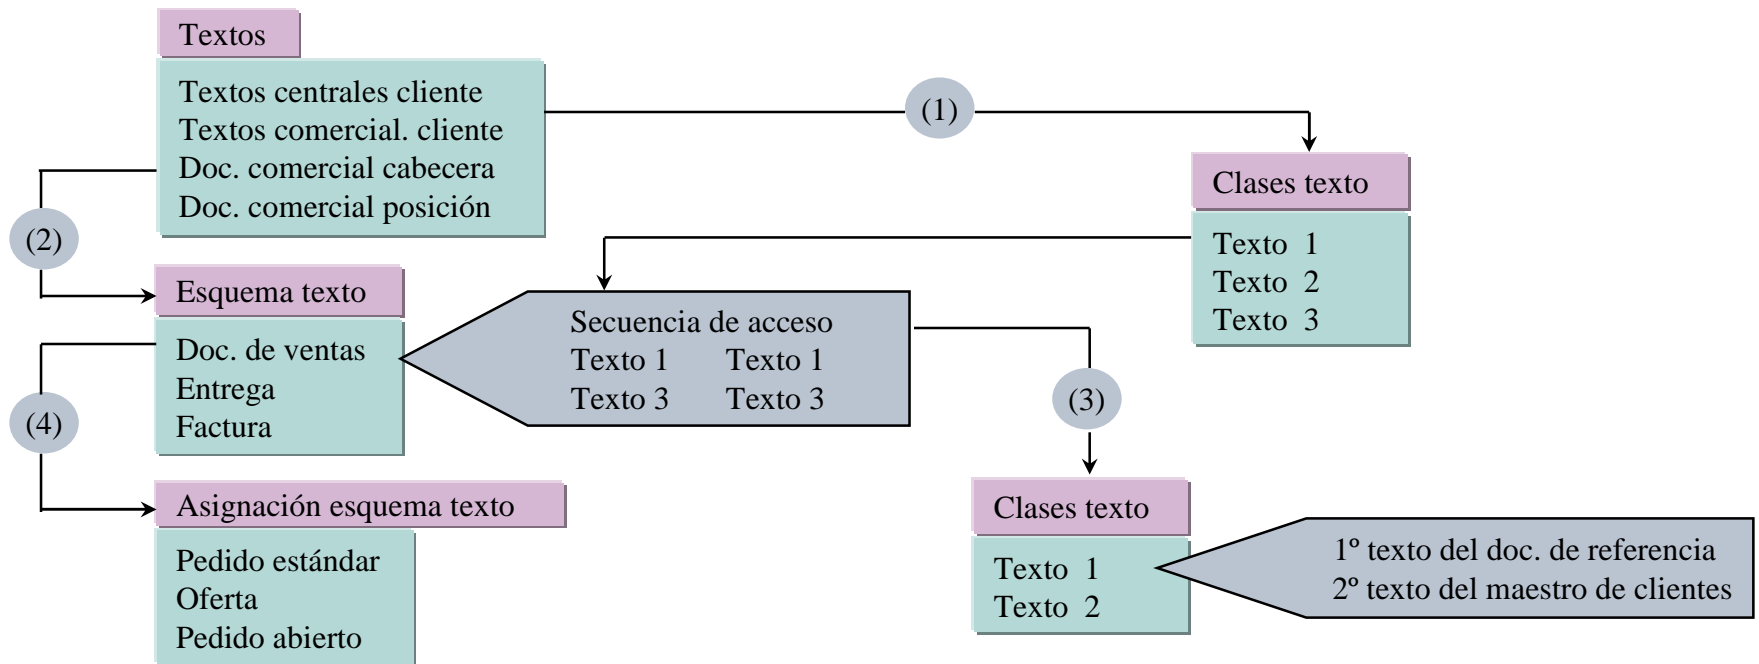 Textos
Textos centrales cliente
Textos comercial. cliente
Doc. comercial cabecera
Doc. comercial posición
(1)
Clases texto
Texto 1
Texto 2
Texto 3
(2)
Esquema texto
Doc. de ventas
Entrega
Factura
Secuencia de acceso
Texto 1 Texto 1
Texto 3 Texto 3
(3)
(4)
Asignación esquema texto
Pedido estándar
Oferta
Pedido abierto
Clases texto
Texto 1
Texto 2
1º texto del doc. de referencia
2º texto del maestro de clientes